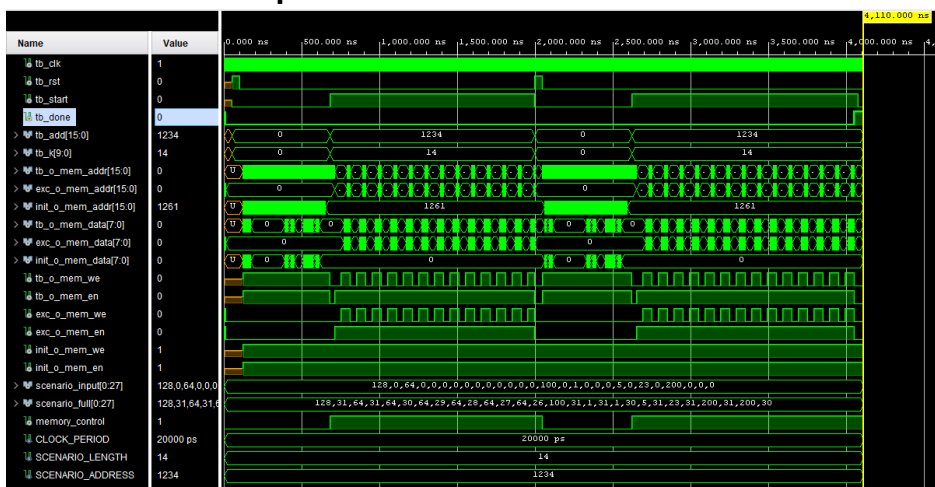 4,110.000 ns
Name Value 0.000 ns 500.000 ns 1,000.000 ns 1,500.000 ns 2,000.000 ns 2,500.000 ns 3,000.000 ns 3,500.000 ns 4,000.000 ns 4,
tb_clk 1
tb_rst 0
tb_start 0
tb_done 0
tb_add[15:0] 1234 0 1234 0 1234
tb_k[9:0] 14 0 14 0 14
tb_o_mem_addr[15:0] 0 U
exc_o_mem_addr[15:0] 0 0 0
init_o_mem_addr[15:0] 1261 U 1261 1261
tb_o_mem_data[7:0] 0 U 0 0 0 0
exc_o_mem_data[7:0] 0 0 0
init_o_mem_data[7:0] 0 U 0 0 0 0
tb_o_mem_we 0
tb_o_mem_en 0
exc_o_mem_we 0
exc_o_mem_en 0
init_o_mem_we 1
init_o_mem_en 1
scenario_input[0:27] 128,0,64,0,0,0 128,0,64,0,0,0,0,0,0,0,0,0,0,0,100,0,1,0,0,0,5,0,23,0,200,0,0,0
scenario_full[0:27] 128,31,64,31,6 128,31,64,31,64,30,64,29,64,28,64,27,64,26,100,31,1,31,1,30,5,31,23,31,200,31,200,30
memory_control 1
CLOCK_PERIOD 20000 ps 20000 ps
SCENARIO_LENGTH 14 14
SCENARIO_ADDRESS 1234 1234